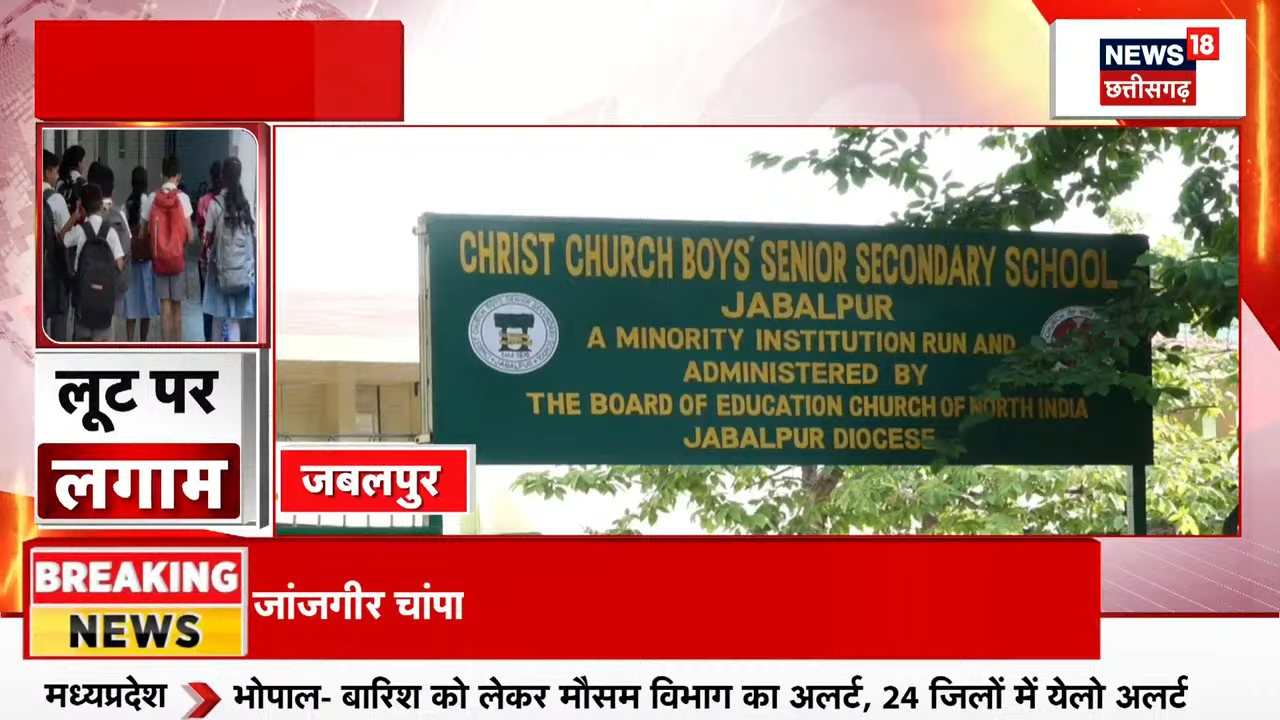 NEWS 18
छत्तीसगढ़
CHRIST CHURCH BOYS' SENIOR SECONDARY SCHOOL
JABALPUR
A MINORITY INSTITUTION RUN AND
ADMINISTERED BY
THE BOARD OF EDUCATION CHURCH OF NORTH INDIA
JABALPUR DIOCESE
लूट पर
लगाम
जबलपुर
BREAKING
NEWS
जांजगीर चांपा
मध्यप्रदेश
भोपाल- बारिश को लेकर मौसम विभाग का अलर्ट, 24 जिलों में येलो अलर्ट